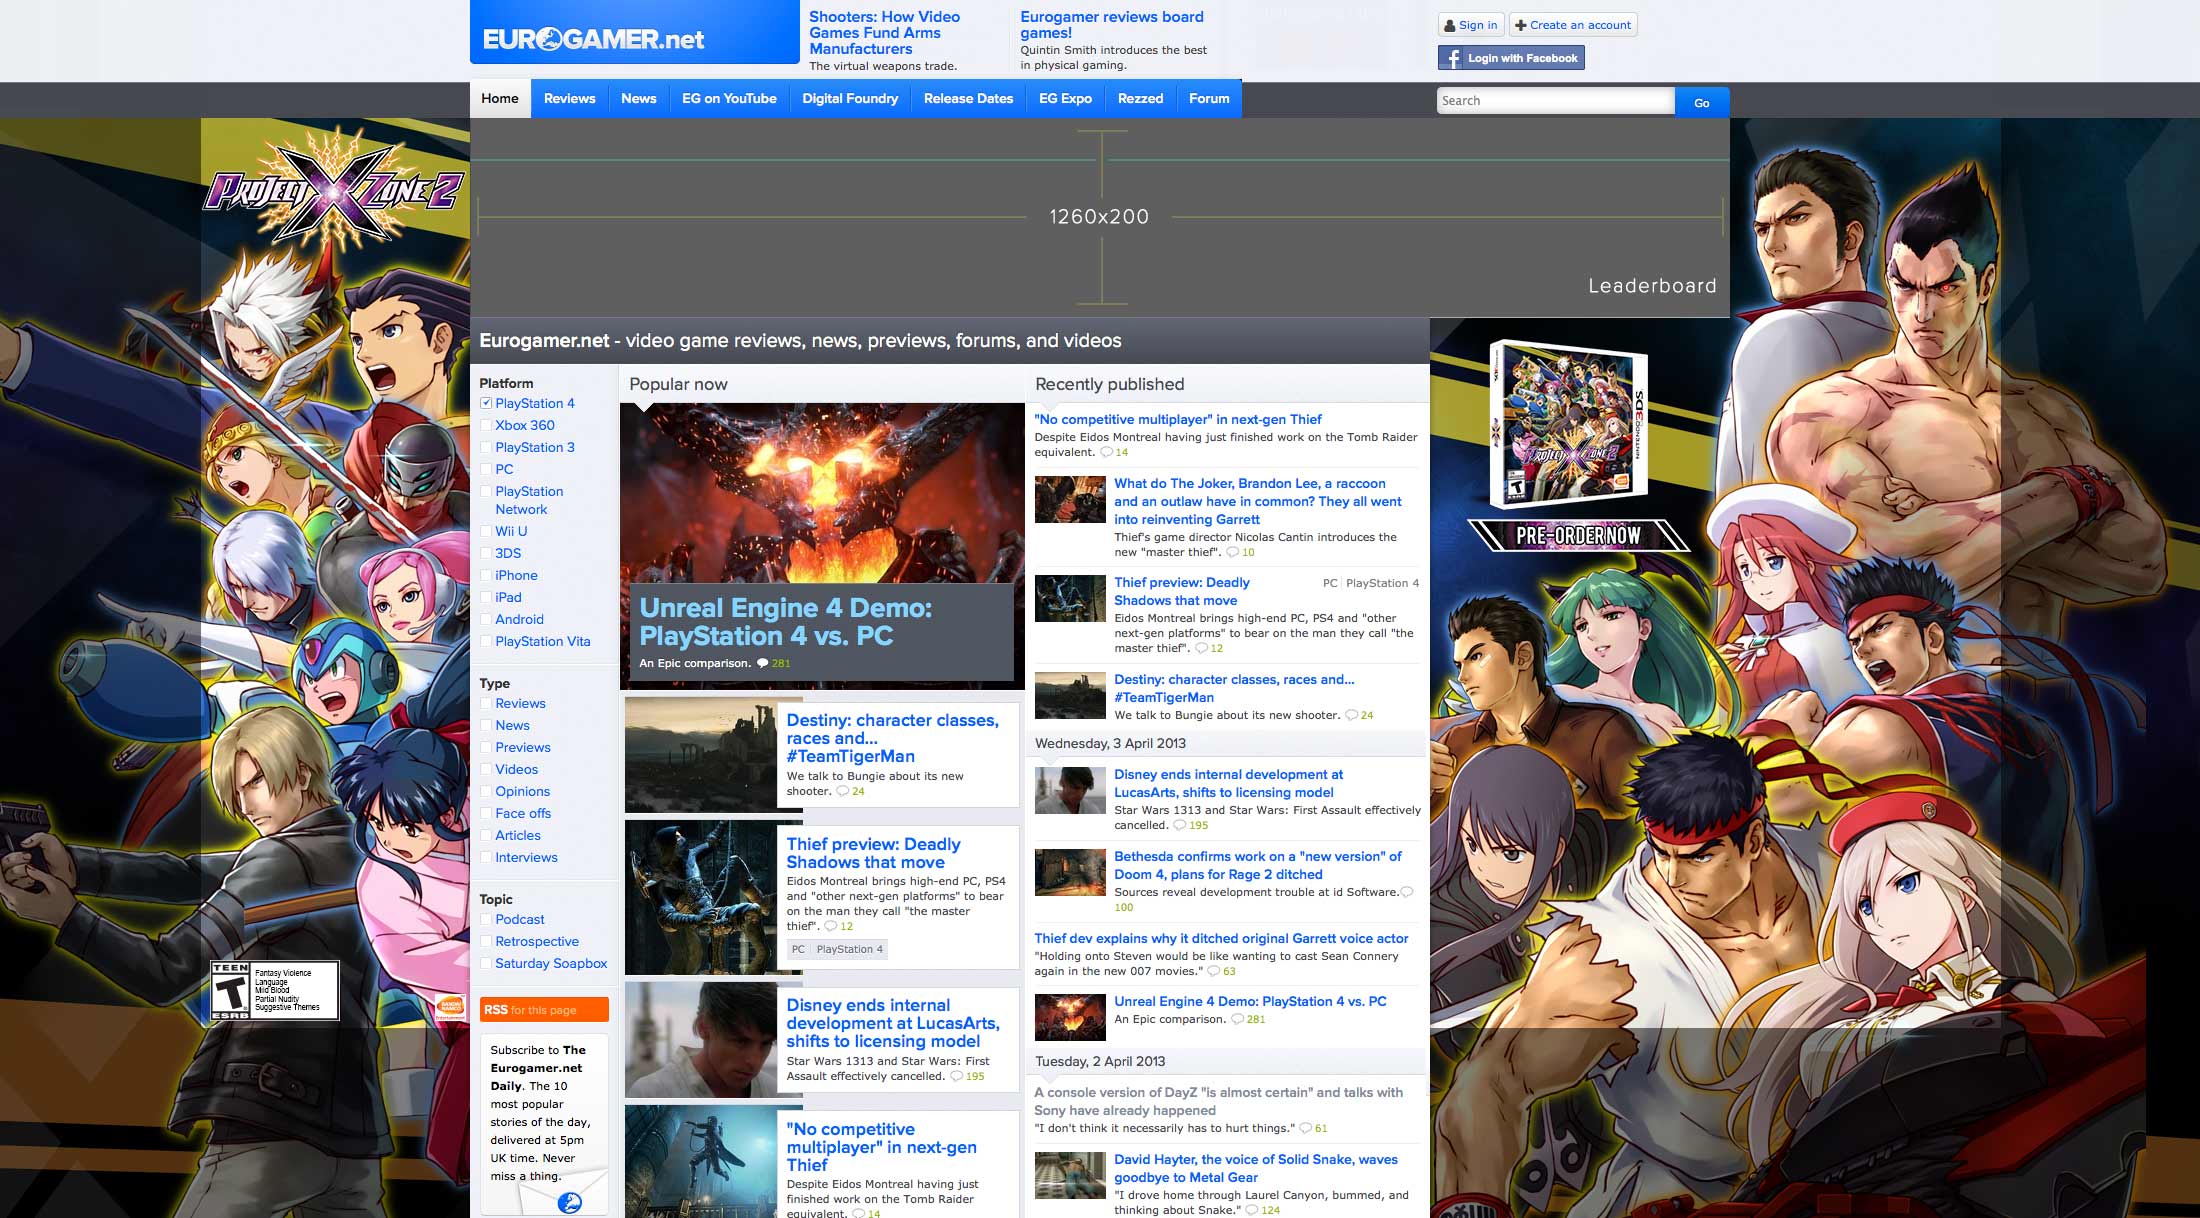 EUROGAMER.net
Shooters: How Video
Games Fund Arms
Manufacturers
The virtual weapons trade.
Eurogamer reviews board
games!
Quintin Smith introduces the best
in physical gaming.
Sign in
Create an account
Login with Facebook
Home
Reviews
News
EG on YouTube
Digital Foundry
Release Dates
EG Expo
Rezzed
Forum
Search
Go
PROJECT X ZONE 2
1260x200
Leaderboard
Eurogamer.net - video game reviews, news, previews, forums, and videos
Platform
PlayStation 4
Xbox 360
PlayStation 3
PC
PlayStation
Network
Wii U
3DS
iPhone
iPad
Android
PlayStation Vita
Type
Reviews
News
Previews
Videos
Opinions
Face offs
Articles
Interviews
Topic
Podcast
Retrospective
Saturday Soapbox
RSS for this page
Subscribe to The
Eurogamer.net
Daily. The 10
most popular
stories of the day,
delivered at 5pm
UK time. Never
miss a thing.
Popular now
Unreal Engine 4 Demo:
PlayStation 4 vs. PC
An Epic comparison. 281
Destiny: character classes,
races and...
#TeamTigerMan
We talk to Bungie about its new
shooter. 24
Thief preview: Deadly
Shadows that move
Eidos Montreal brings high-end PC, PS4
and "other next-gen platforms" to bear
on the man they call "the master
thief". 12
PC PlayStation 4
Disney ends internal
development at LucasArts,
shifts to licensing model
Star Wars 1313 and Star Wars: First
Assault effectively cancelled. 195
"No competitive
multiplayer" in next-gen
Thief
Despite Eidos Montreal having just
finished work on the Tomb Raider
equivalent. 14
Recently published
"No competitive multiplayer" in next-gen Thief
Despite Eidos Montreal having just finished work on the Tomb Raider
equivalent. 14
What do The Joker, Brandon Lee, a raccoon
and an outlaw have in common? They all went
into reinventing Garrett
Thief's game director Nicolas Cantin introduces the
new "master thief". 10
Thief preview: Deadly
Shadows that move
PC PlayStation 4
Eidos Montreal brings high-end PC, PS4 and "other
next-gen platforms" to bear on the man they call "the
master thief". 12
Destiny: character classes, races and...
#TeamTigerMan
We talk to Bungie about its new shooter. 24
Wednesday, 3 April 2013
Disney ends internal development at
LucasArts, shifts to licensing model
Star Wars 1313 and Star Wars: First Assault effectively
cancelled. 195
Bethesda confirms work on a "new version" of
Doom 4, plans for Rage 2 ditched
Sources reveal development trouble at id Software.
100
Thief dev explains why it ditched original Garrett voice actor
"Holding onto Steven would be like wanting to cast Sean Connery
again in the new 007 movies." 63
Unreal Engine 4 Demo: PlayStation 4 vs. PC
An Epic comparison. 281
Tuesday, 2 April 2013
A console version of DayZ "is almost certain" and talks with
Sony have already happened
"I don't think it necessarily has to hurt things." 61
David Hayter, the voice of Solid Snake, waves
goodbye to Metal Gear
"I drove home through Laurel Canyon, bummed, and
thinking about Snake." 124
NINTENDO 3DS
PROJECT X ZONE 2
T
PRE-ORDER NOW
TEEN
T
ESRB
Fantasy Violence
Language
Mild Blood
Partial Nudity
Suggestive Themes
BANDAI
NAMCO
Entertainment